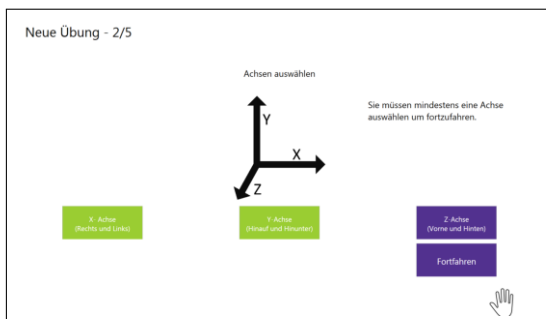 Neue Übung - 2/5
Achsen auswählen
Sie müssen mindestens eine Achse
auswählen um fortzufahren.
Y
X
Z
X- Achse
(Rechts und Links)
Y-Achse
(Hinauf und Hinunter)
Z-Achse
(Vorne und Hinten)
Fortfahren